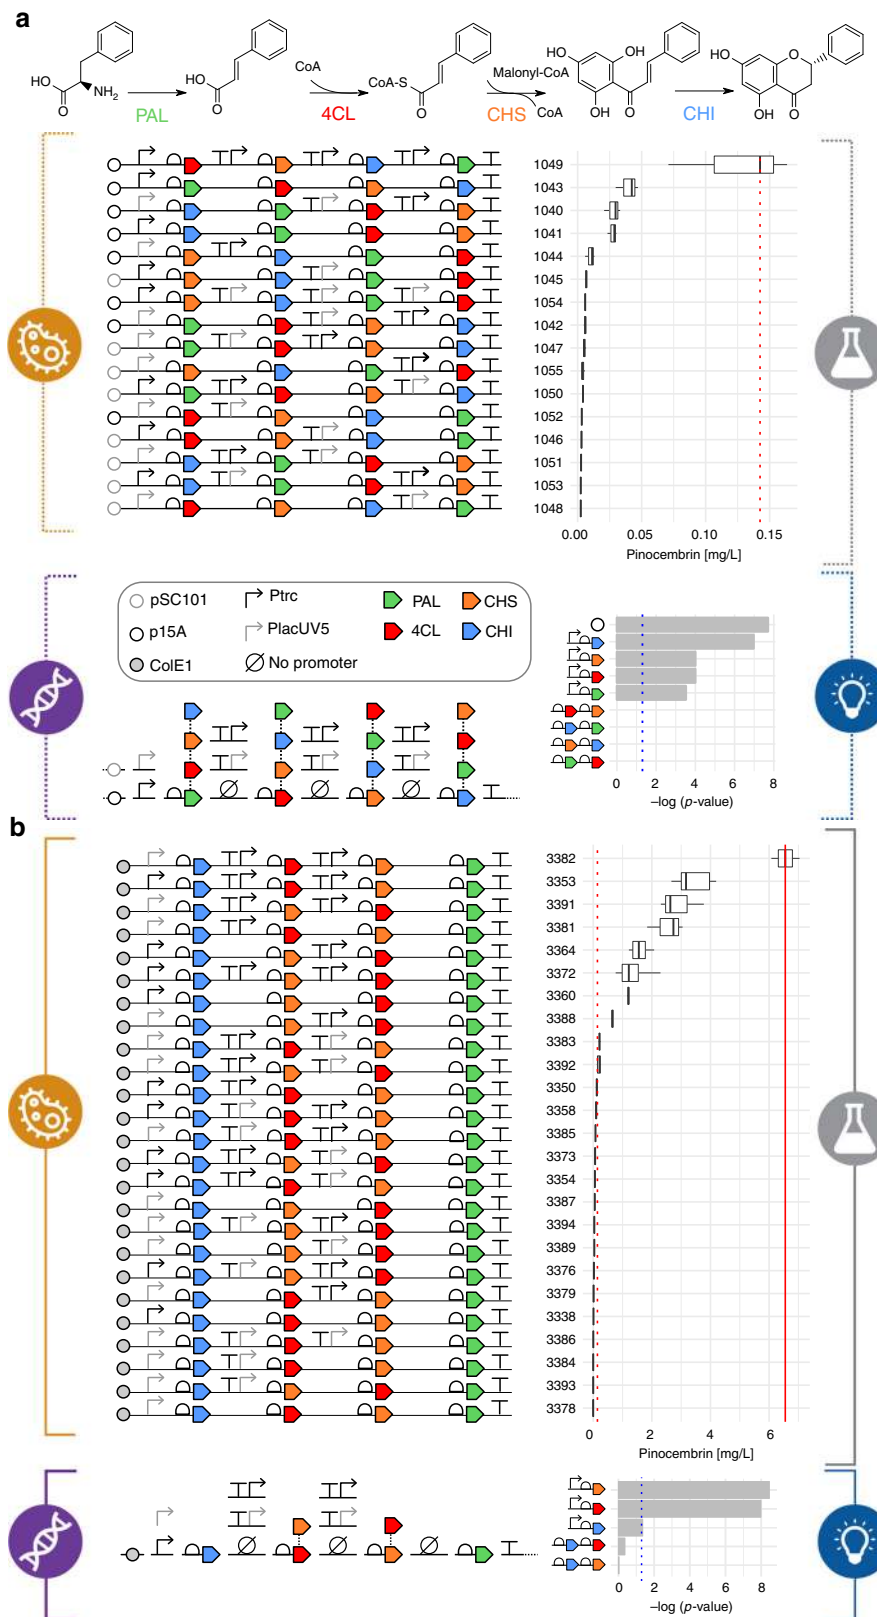 a
HO
O
NH2
PAL
HO
O
CoA
4CL
CoA-S
O
Malonyl-CoA
CHS
CoA
HO
OH
OH
O
CHI
HO
O
OH
O
1049
1043
1040
1041
1044
1045
1054
1042
1047
1055
1050
1052
1046
1051
1053
1048
0.00 0.05 0.10 0.15
Pinocembrin [mg/L]
pSC101 Ptrc PAL CHS
p15A PlacUV5 4CL CHI
ColE1 No promoter
0 2 4 6 8
–log (p-value)
b
3382
3353
3391
3381
3364
3372
3360
3388
3383
3392
3350
3358
3385
3373
3354
3387
3394
3389
3376
3379
3338
3386
3384
3393
3378
0 2 4 6
Pinocembrin [mg/L]
0 2 4 6 8
–log (p-value)